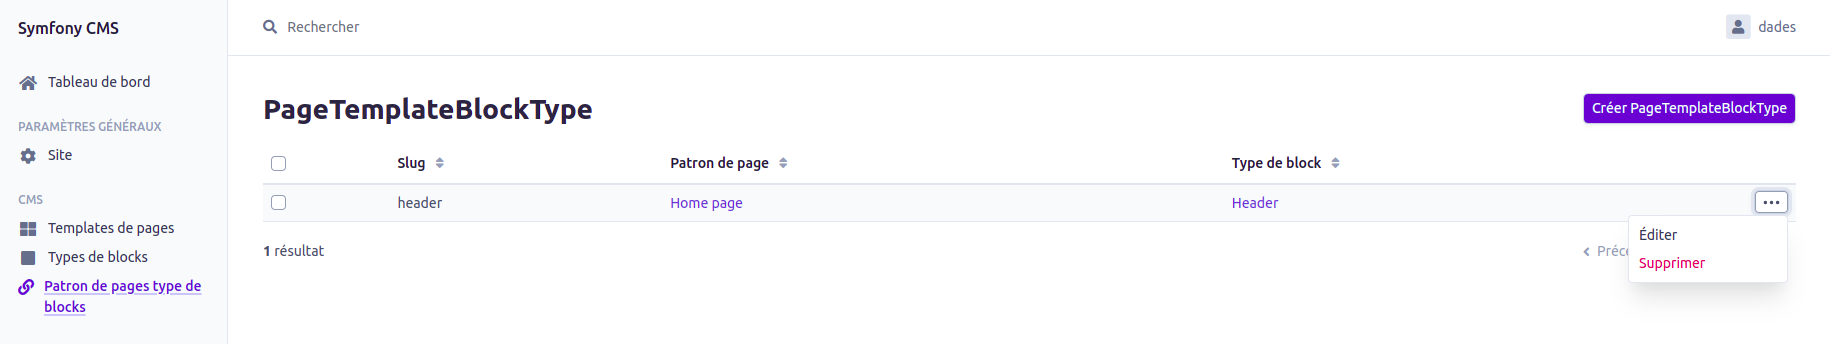 Symfony CMS
Rechercher
dades
Tableau de bord
PARAMÈTRES GÉNÉRAUX
Site
CMS
Templates de pages
Types de blocks
Patron de pages type de
blocks
PageTemplateBlockType
Créer PageTemplateBlockType
Slug Patron de page Type de block
header Home page Header
1 résultat
Éditer
Supprimer